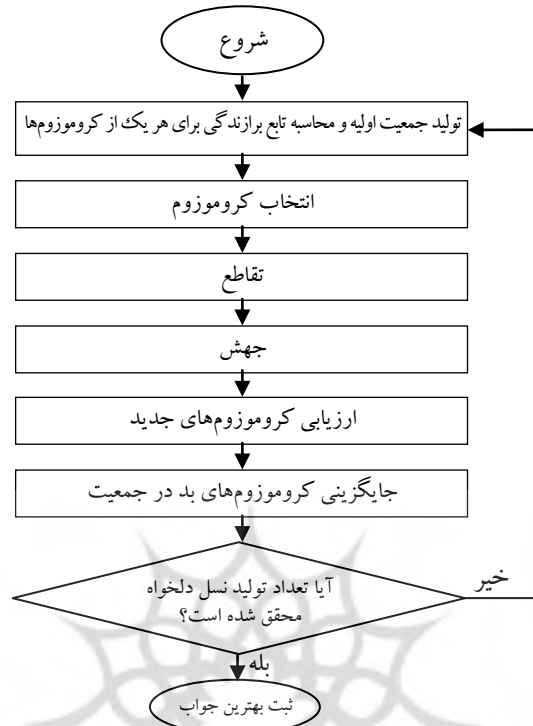 شروع
تولید جمعیت اولیه و محاسبه تابع برازندگی برای هر یک از کروموزوم‌ها
انتخاب کروموزوم
تقاطع
جهش
ارزیابی کروموزوم‌های جدید
جایگزینی کروموزوم‌های بد در جمعیت
آیا تعداد تولید نسل دلخواه
محقق شده است؟
خیر
بله
ثبت بهترین جواب